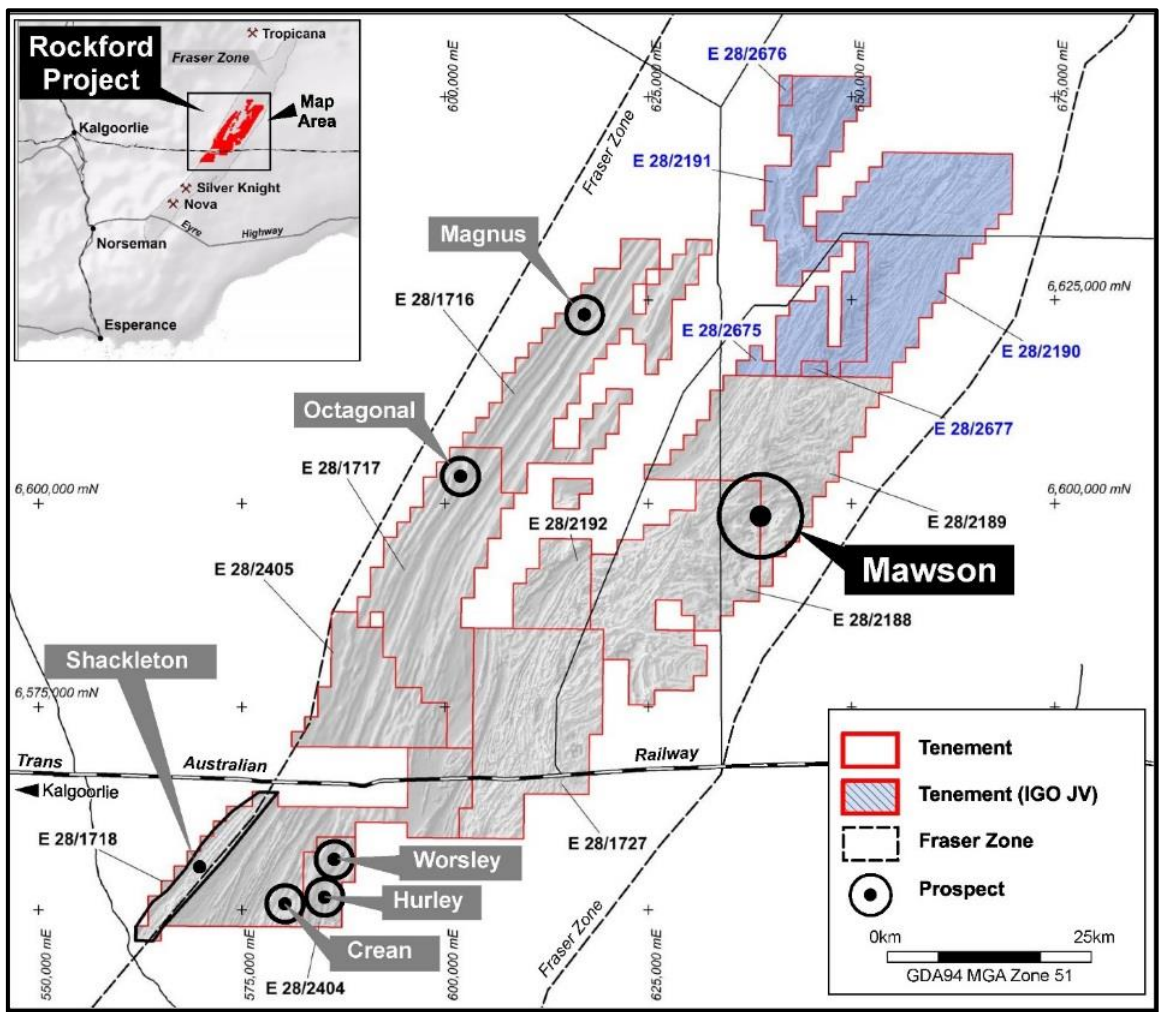 Rockford
Project
Tropicana
Fraser Zone
Map
Area
Kalgoorlie
Silver Knight
Nova
Eyre
Highway
Norseman
Esperance
600,000 mE
625,000 mE
650,000 mE
675,000 mE
E 28/2676
Fraser Zone
E 28/2191
Magnus
E 28/1716
6,625,000 mN
E 28/2675
E 28/2190
Octagonal
E 28/2677
E 28/1717
6,600,000 mN
6,600,000 mN
E 28/2192
E 28/2189
Mawson
E 28/2405
E 28/2188
Shackleton
6,575,000 mN
Trans
Australian
Railway
Kalgoorlie
E 28/1718
E 28/1727
Worsley
Hurley
Crean
Fraser Zone
550,000 mE
575,000 mE
600,000 mE
625,000 mE
E 28/2404
Tenement
Tenement (IGO JV)
Fraser Zone
Prospect
0km
25km
GDA94 MGA Zone 51